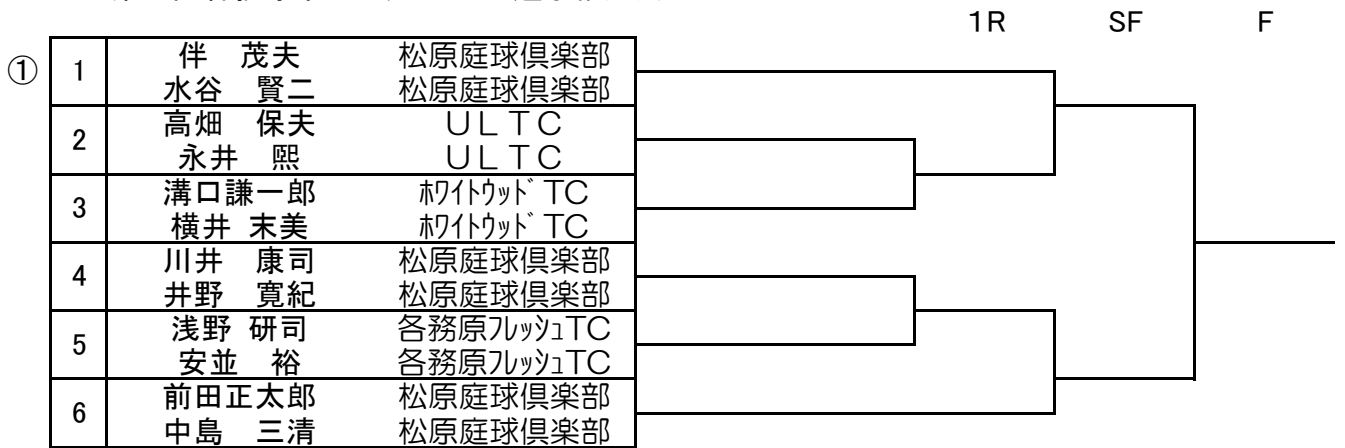 1R SF F
① 1 伴 茂夫 松原庭球倶楽部
水谷 賢二 松原庭球倶楽部
2 高畑 保夫 ULTC
永井 熙 ULTC
3 溝口謙一郎 ﾎﾜｲﾄｳｯﾄﾞTC
横井 末美 ﾎﾜｲﾄｳｯﾄﾞTC
4 川井 康司 松原庭球倶楽部
井野 寛紀 松原庭球倶楽部
5 浅野 研司 各務原ﾌﾚｯｼｭTC
安並 裕 各務原ﾌﾚｯｼｭTC
6 前田正太郎 松原庭球倶楽部
中島 三清 松原庭球倶楽部